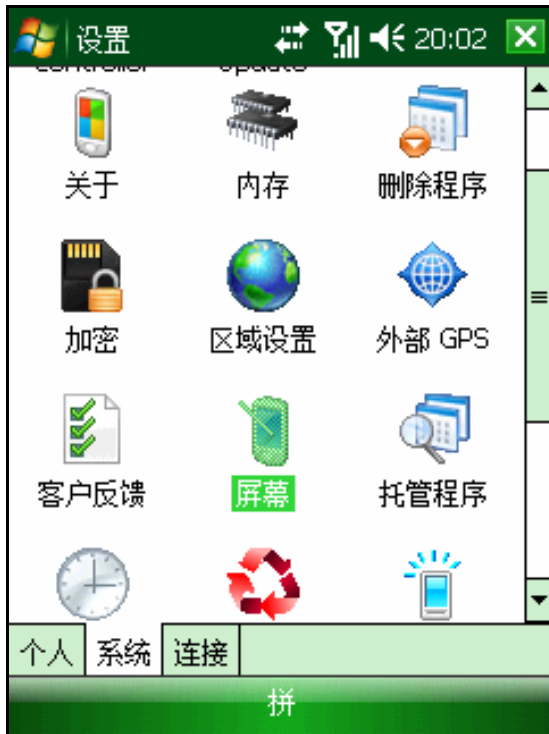 设置 20:02
controller update
关于 内存 删除程序
加密 区域设置 外部 GPS
客户反馈 屏幕 托管程序
个人 系统 连接
拼